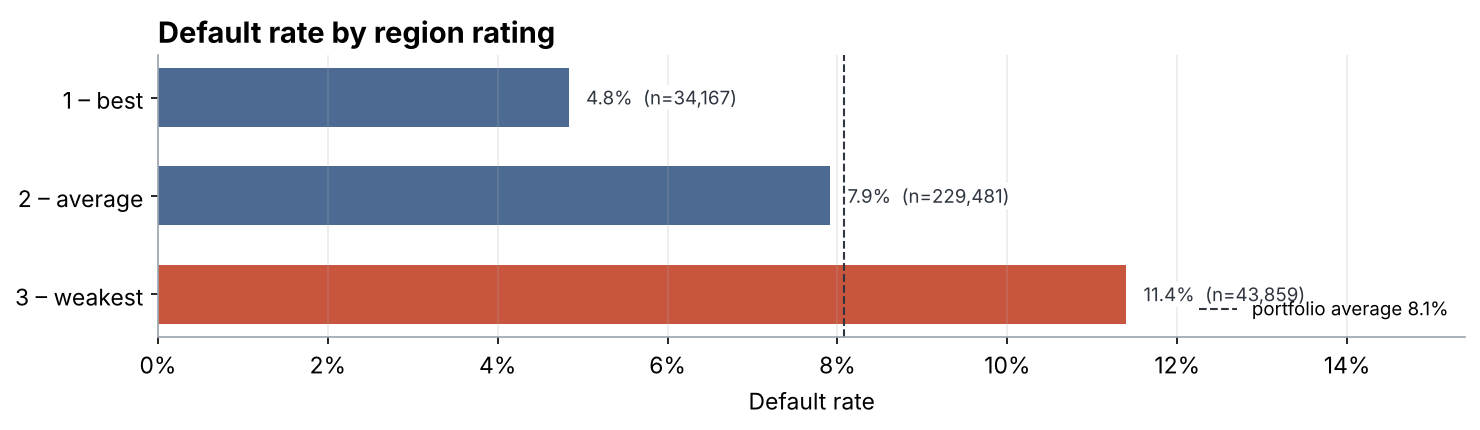 Default rate by region rating
1 – best
4.8% (n=34,167)
2 – average
7.9% (n=229,481)
3 – weakest
11.4% (n=43,859)
portfolio average 8.1%
0% 2% 4% 6% 8% 10% 12% 14%
Default rate